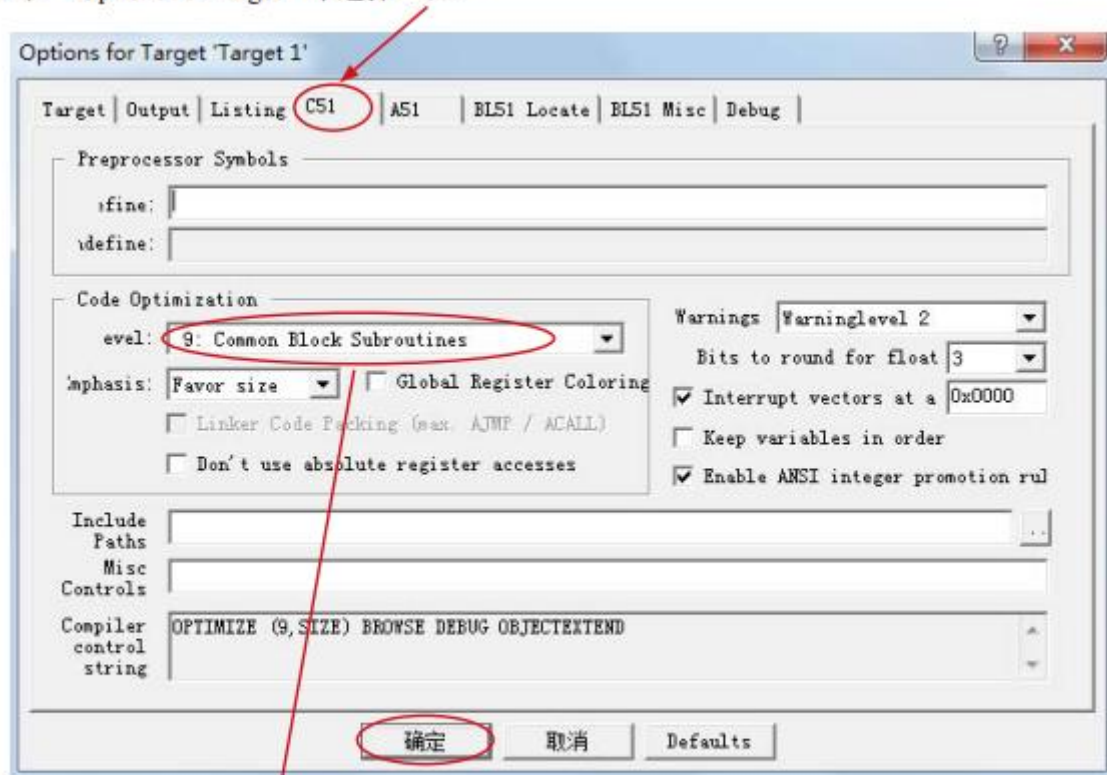 Options for Target 'Target 1'
Target Output Listing C51 A51 BL51 Locate BL51 Misc Debug
Preprocessor Symbols
efine:
ndefine:
Code Optimization
evel: 9: Common Block Subroutines
Warnings Warninglevel 2
Bits to round for float 3
mphasis: Favor size Global Register Coloring
Interrupt vectors at a 0x0000
Linker Code Packing (max. AJMP / ACALL)
Keep variables in order
Don't use absolute register accesses
Enable ANSI integer promotion rul
Include Paths
..
Misc Controls
Compiler control string
OPTIMIZE (9,SIZE) BROWSE DEBUG OBJECTEXTEND
确定 取消 Defaults